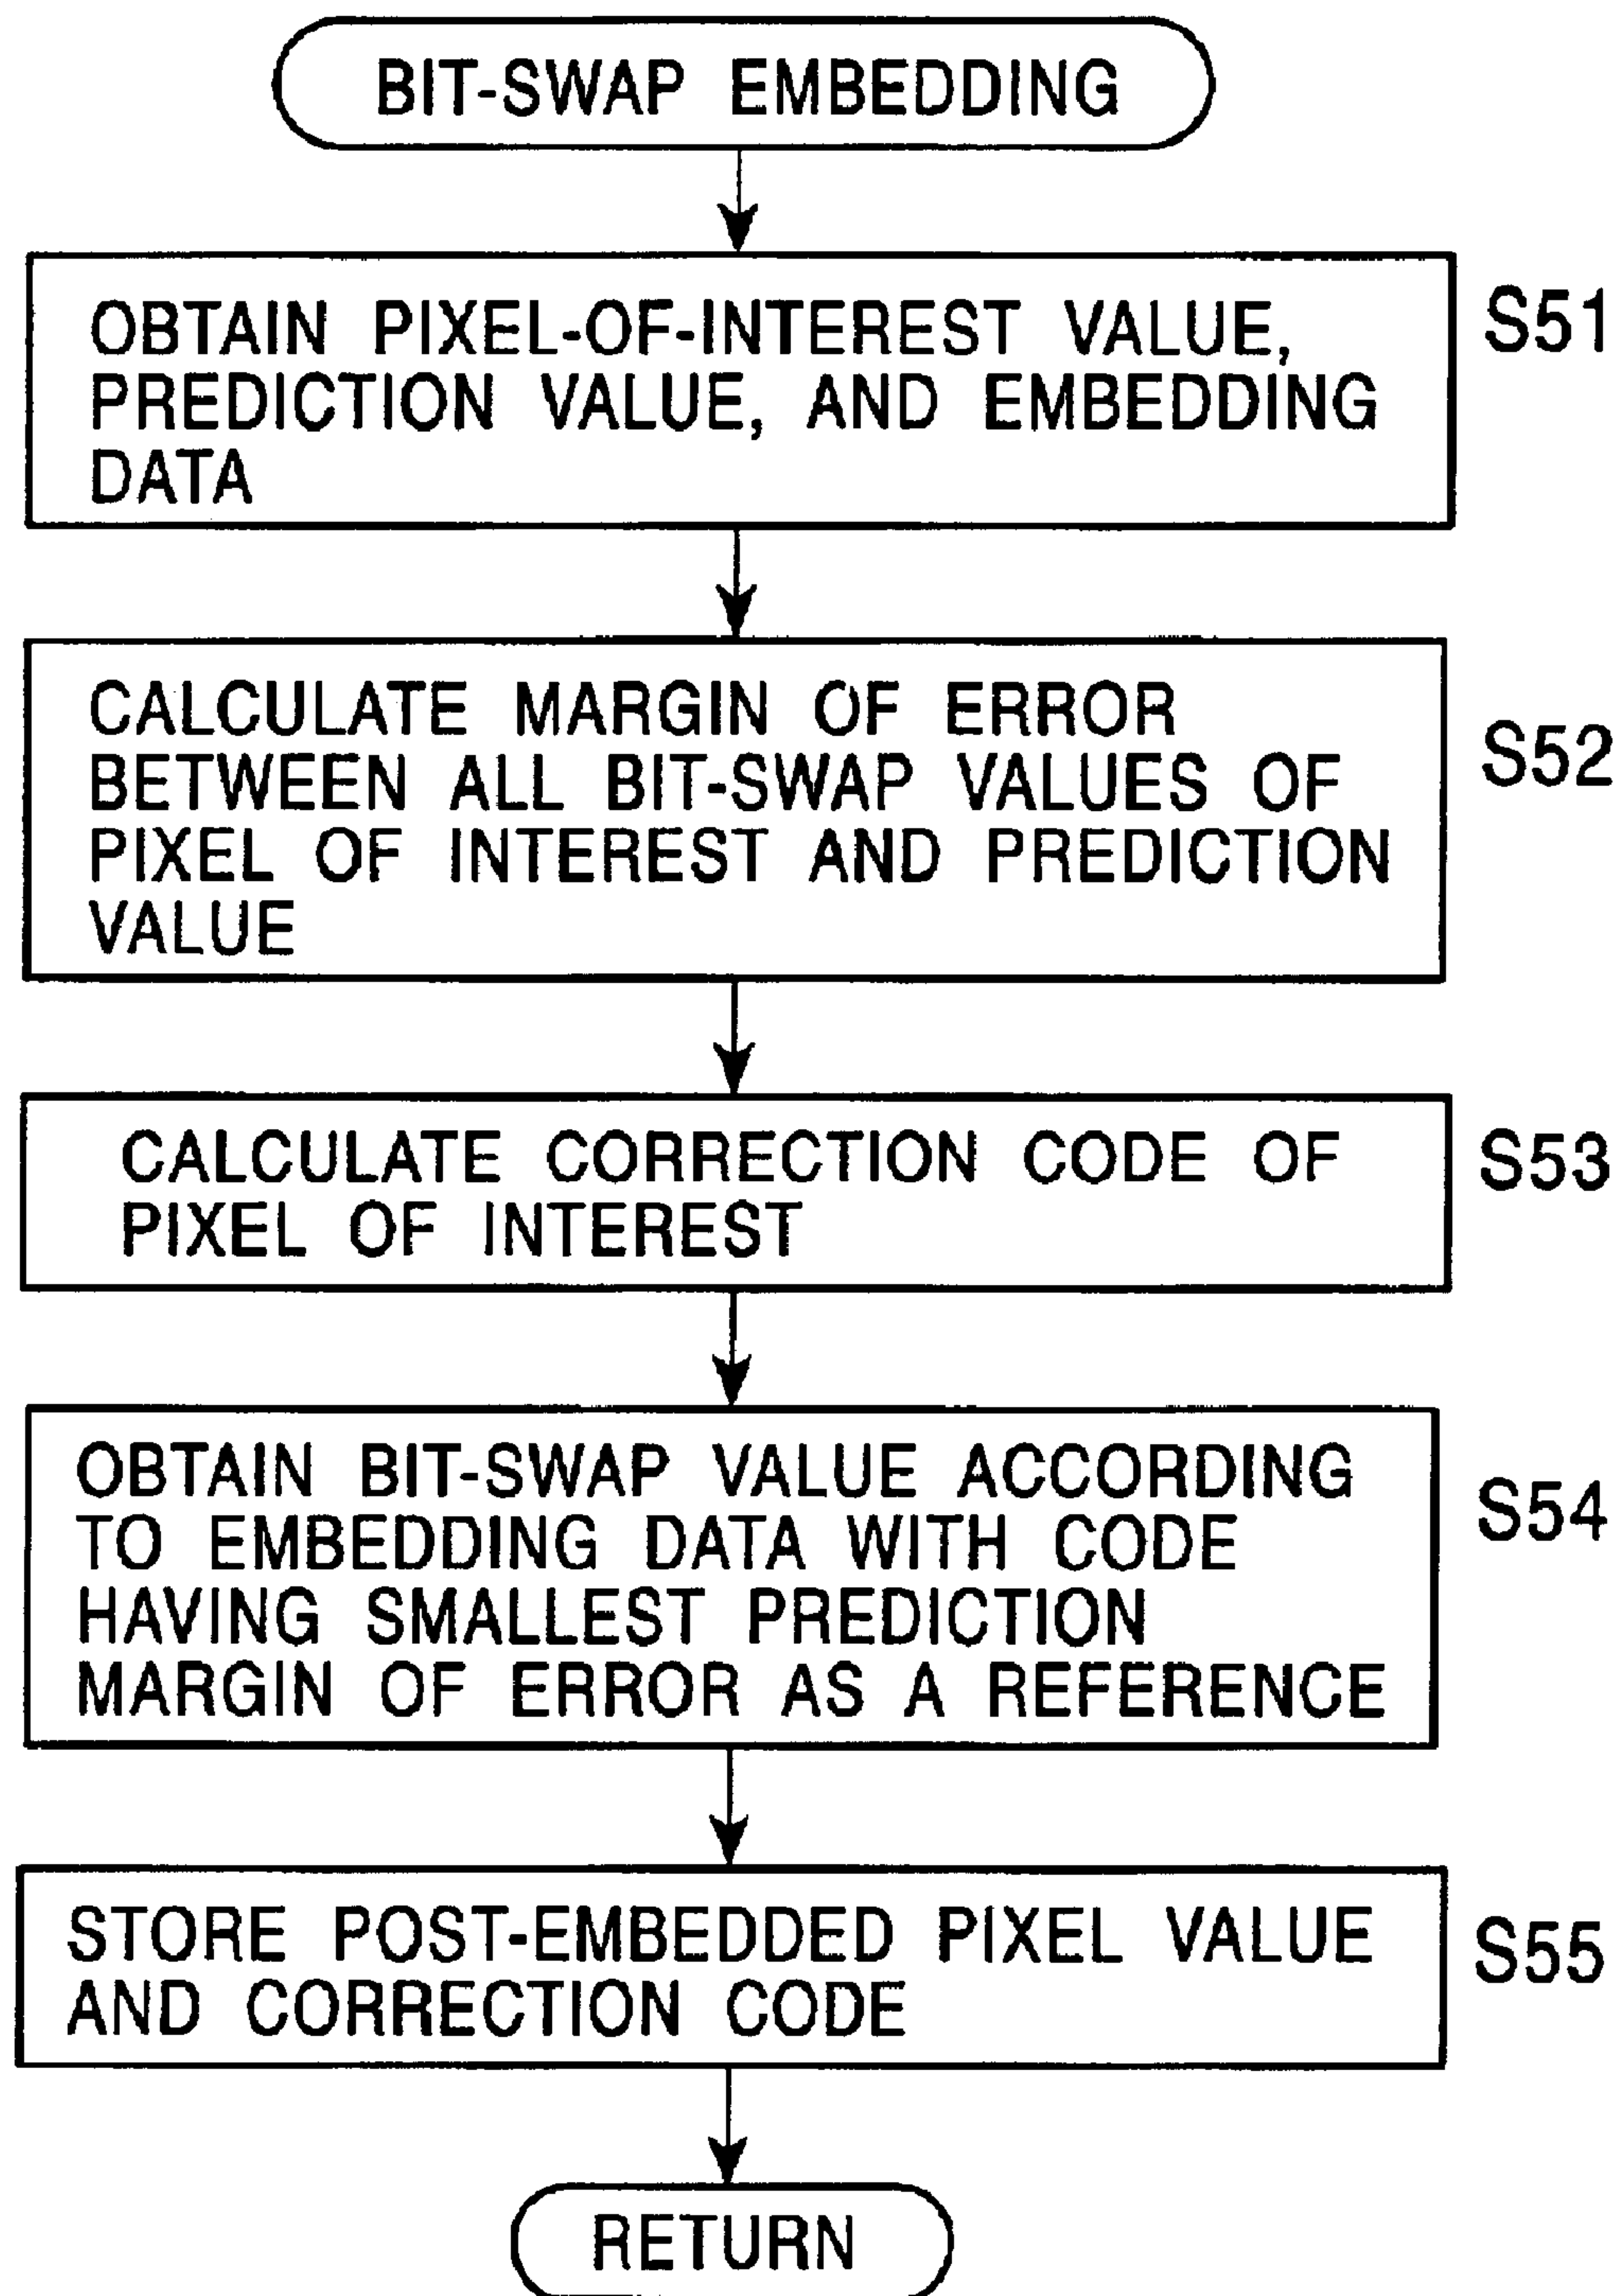 BIT-SWAP EMBEDDING
OBTAIN PIXEL-OF-INTEREST VALUE,
PREDICTION VALUE, AND EMBEDDING
DATA
S51
CALCULATE MARGIN OF ERROR
BETWEEN ALL BIT-SWAP VALUES OF
PIXEL OF INTEREST AND PREDICTION
VALUE
S52
CALCULATE CORRECTION CODE OF
PIXEL OF INTEREST
S53
OBTAIN BIT-SWAP VALUE ACCORDING
TO EMBEDDING DATA WITH CODE
HAVING SMALLEST PREDICTION
MARGIN OF ERROR AS A REFERENCE
S54
STORE POST-EMBEDDED PIXEL VALUE
AND CORRECTION CODE
S55
RETURN